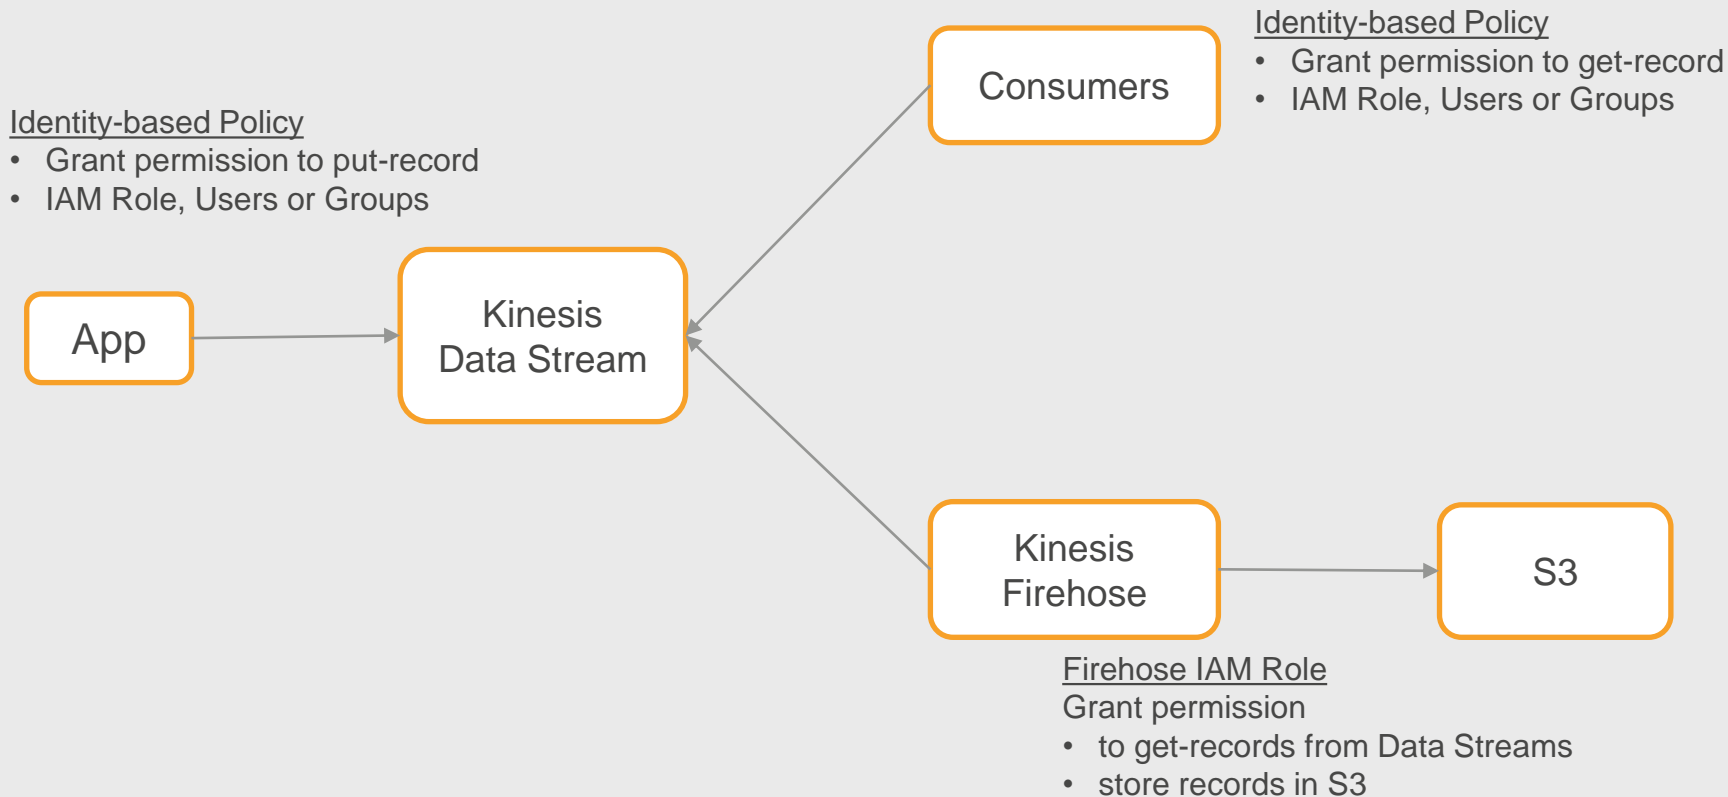 Identity-based Policy
• Grant permission to put-record
• IAM Role, Users or Groups
App
Kinesis
Data Stream
Consumers
Identity-based Policy
• Grant permission to get-record
• IAM Role, Users or Groups
Kinesis
Firehose
S3
Firehose IAM Role
Grant permission
• to get-records from Data Streams
• store records in S3